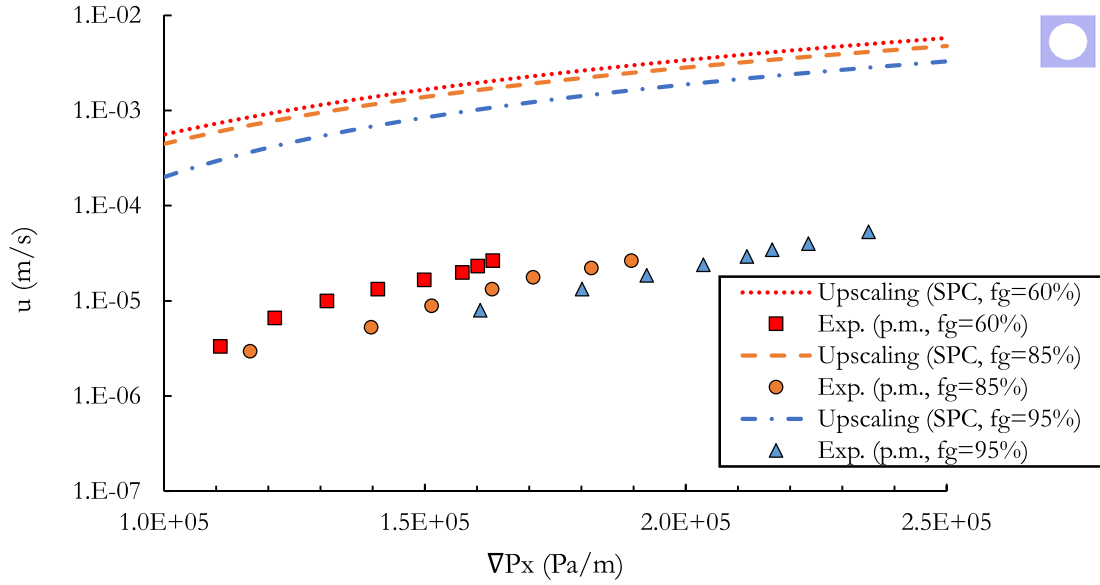 1.E-02
1.E-03
1.E-04
1.E-05
1.E-06
1.E-07
u (m/s)
1.0E+05
1.5E+05
2.0E+05
2.5E+05
∇Px (Pa/m)
Upscaling (SPC, fg=60%)
Exp. (p.m., fg=60%)
Upscaling (SPC, fg=85%)
Exp. (p.m., fg=85%)
Upscaling (SPC, fg=95%)
Exp. (p.m., fg=95%)